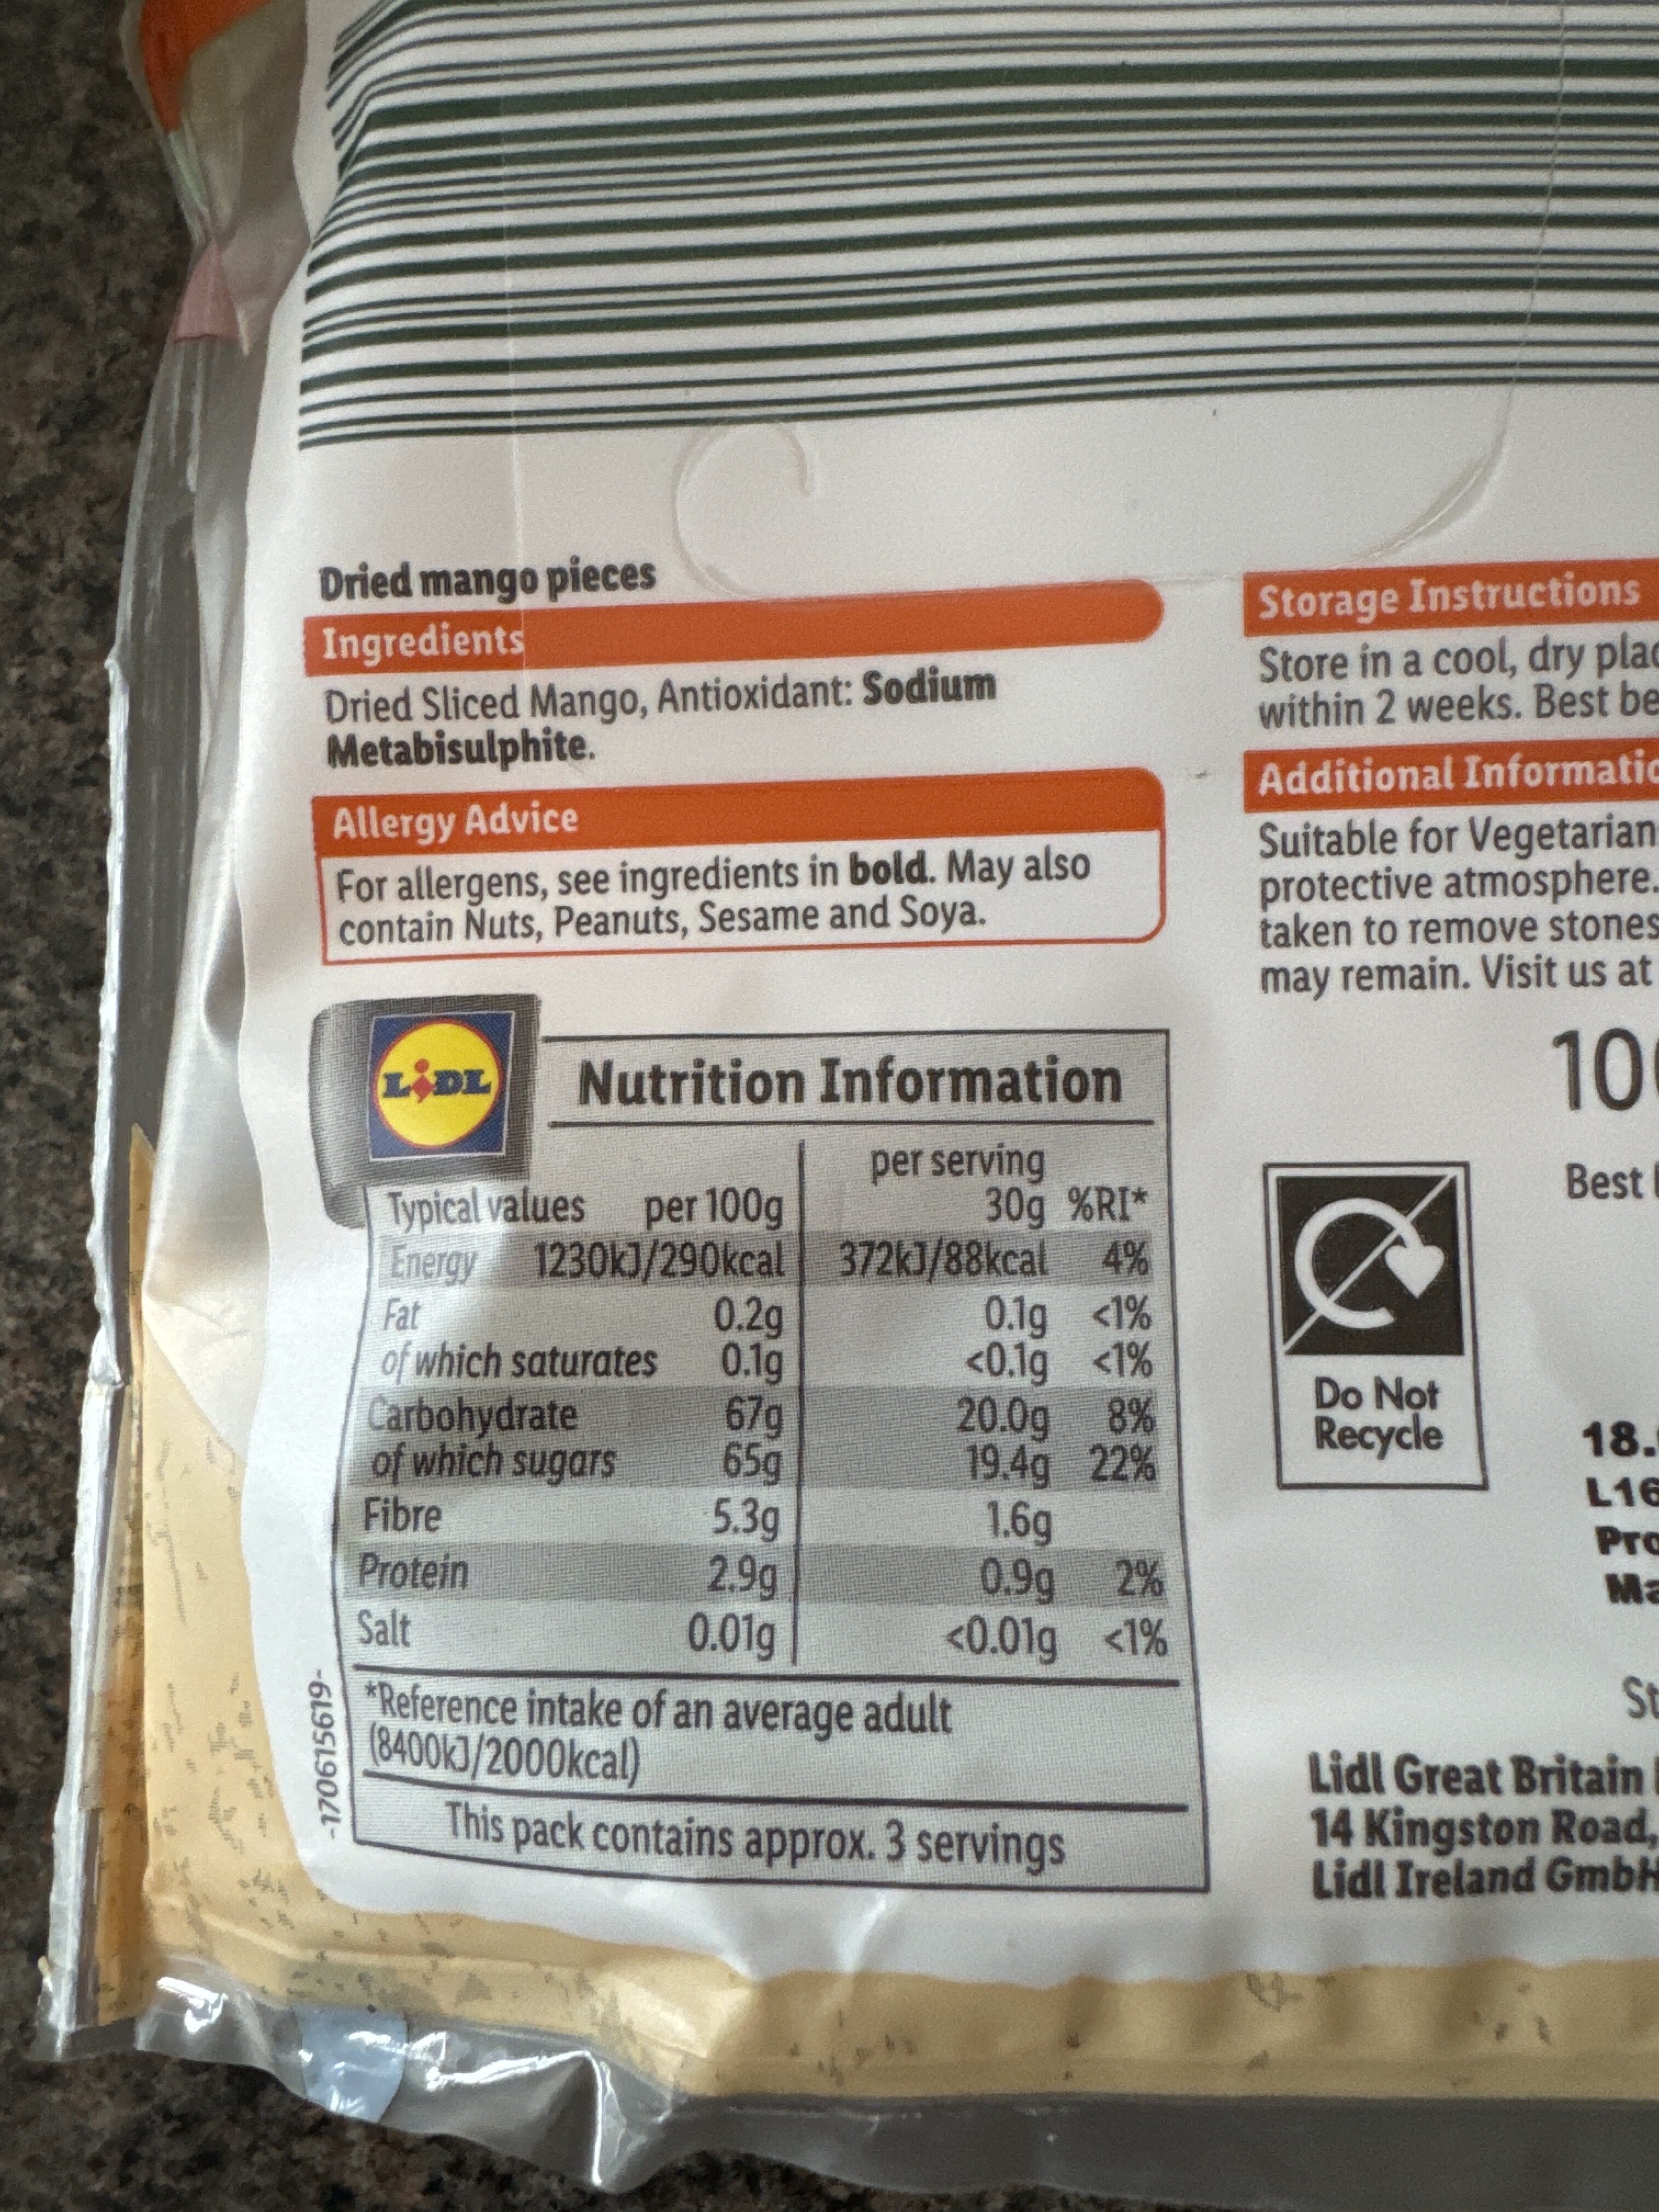 Dried mango pieces
Ingredients
Dried Sliced Mango, Antioxidant: Sodium
Metabisulphite.
Allergy Advice
For allergens, see ingredients in bold. May also
contain Nuts, Peanuts, Sesame and Soya.
LIDL
Nutrition Information
per serving
Typical values per 100g 30g %RI*
Energy 1230kJ/290kcal 372kJ/88kcal 4%
Fat 0.2g 0.1g <1%
of which saturates 0.1g <0.1g <1%
Carbohydrate 67g 20.0g 8%
of which sugars 65g 19.4g 22%
Fibre 5.3g 1.6g
Protein 2.9g 0.9g 2%
Salt 0.01g <0.01g <1%
*Reference intake of an average adult
(8400kJ/2000kcal)
This pack contains approx. 3 servings
-170615619-
Storage Instructions
Store in a cool, dry
within 2 weeks. Best
Additional
Suitable for
protective atmosphere.
taken to remove stones
may remain. Visit us at
Best
Do Not
Recycle
18.
Lidl Great Britain
14 Kingston Road,
Lidl Ireland GmbH